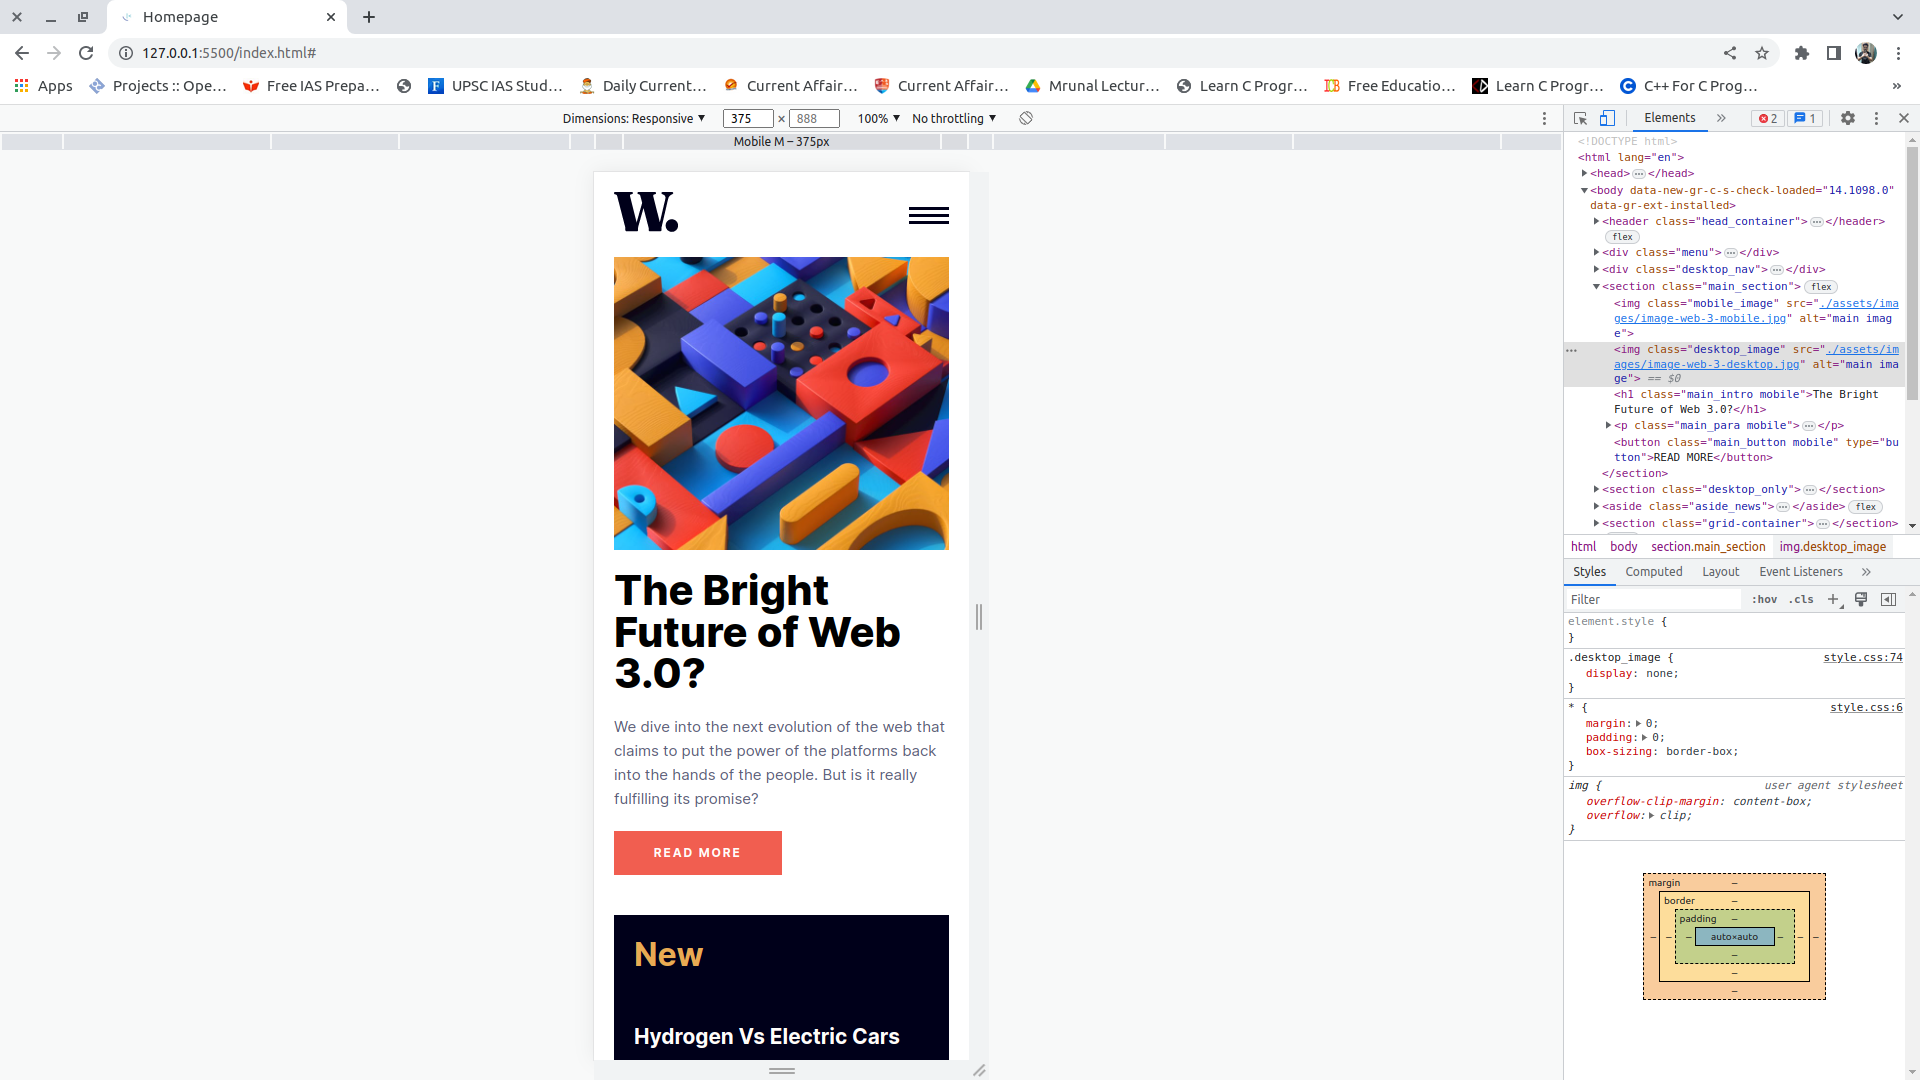 Homepage
127.0.0.1:5500/index.html#
Apps
Projects :: Ope...
Free IAS Prepa...
UPSC IAS Stud...
Daily Current...
Current Affair...
Current Affair...
Mrunal Lectur...
Learn C Progr...
Free Educatio...
Learn C Progr...
C++ For C Prog...
»
Dimensions: Responsive
375
×
888
100%
No throttling
Mobile M – 375px
W.
The Bright
Future of Web
3.0?
We dive into the next evolution of the web that
claims to put the power of the platforms back
into the hands of the people. But is it really
fulfilling its promise?
READ MORE
New
Hydrogen Vs Electric Cars
Elements
»
2
1
<!DOCTYPE html>
<html lang="en">
<head>…</head>
<body data-new-gr-c-s-check-loaded="14.1098.0"
data-gr-ext-installed>
<header class="head_container">…</header>
flex
<div class="menu">…</div>
<div class="desktop_nav">…</div>
<section class="main_section"> flex
<img class="mobile_image" src="./assets/ima
ges/image-web-3-mobile.jpg" alt="main imag
e">
<img class="desktop_image" src="./assets/im
ages/image-web-3-desktop.jpg" alt="main ima
ge"> == $0
<h1 class="main_intro mobile">The Bright
Future of Web 3.0?</h1>
<p class="main_para mobile">…</p>
<button class="main_button mobile" type="bu
tton">READ MORE</button>
</section>
<section class="desktop_only">…</section>
<aside class="aside_news">…</aside> flex
<section class="grid-container">…</section>
html body section.main_section img.desktop_image
Styles Computed Layout Event Listeners »
Filter :hov .cls
element.style {
}
.desktop_image { style.css:74
display: none;
}
* { style.css:6
margin: 0;
padding: 0;
box-sizing: border-box;
}
img { user agent stylesheet
overflow-clip-margin: content-box;
overflow: clip;
}
margin –
border –
padding –
– – – auto×auto – – –
–
–
–